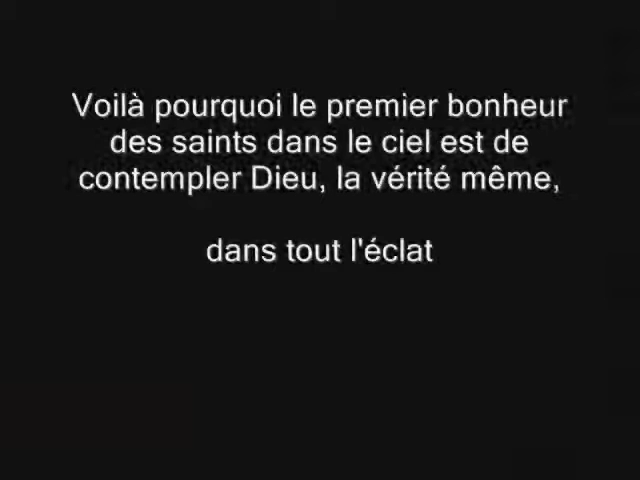 Voilà pourquoi le premier bonheur
des saints dans le ciel est de
contempler Dieu, la vérité même,
dans tout l'éclat